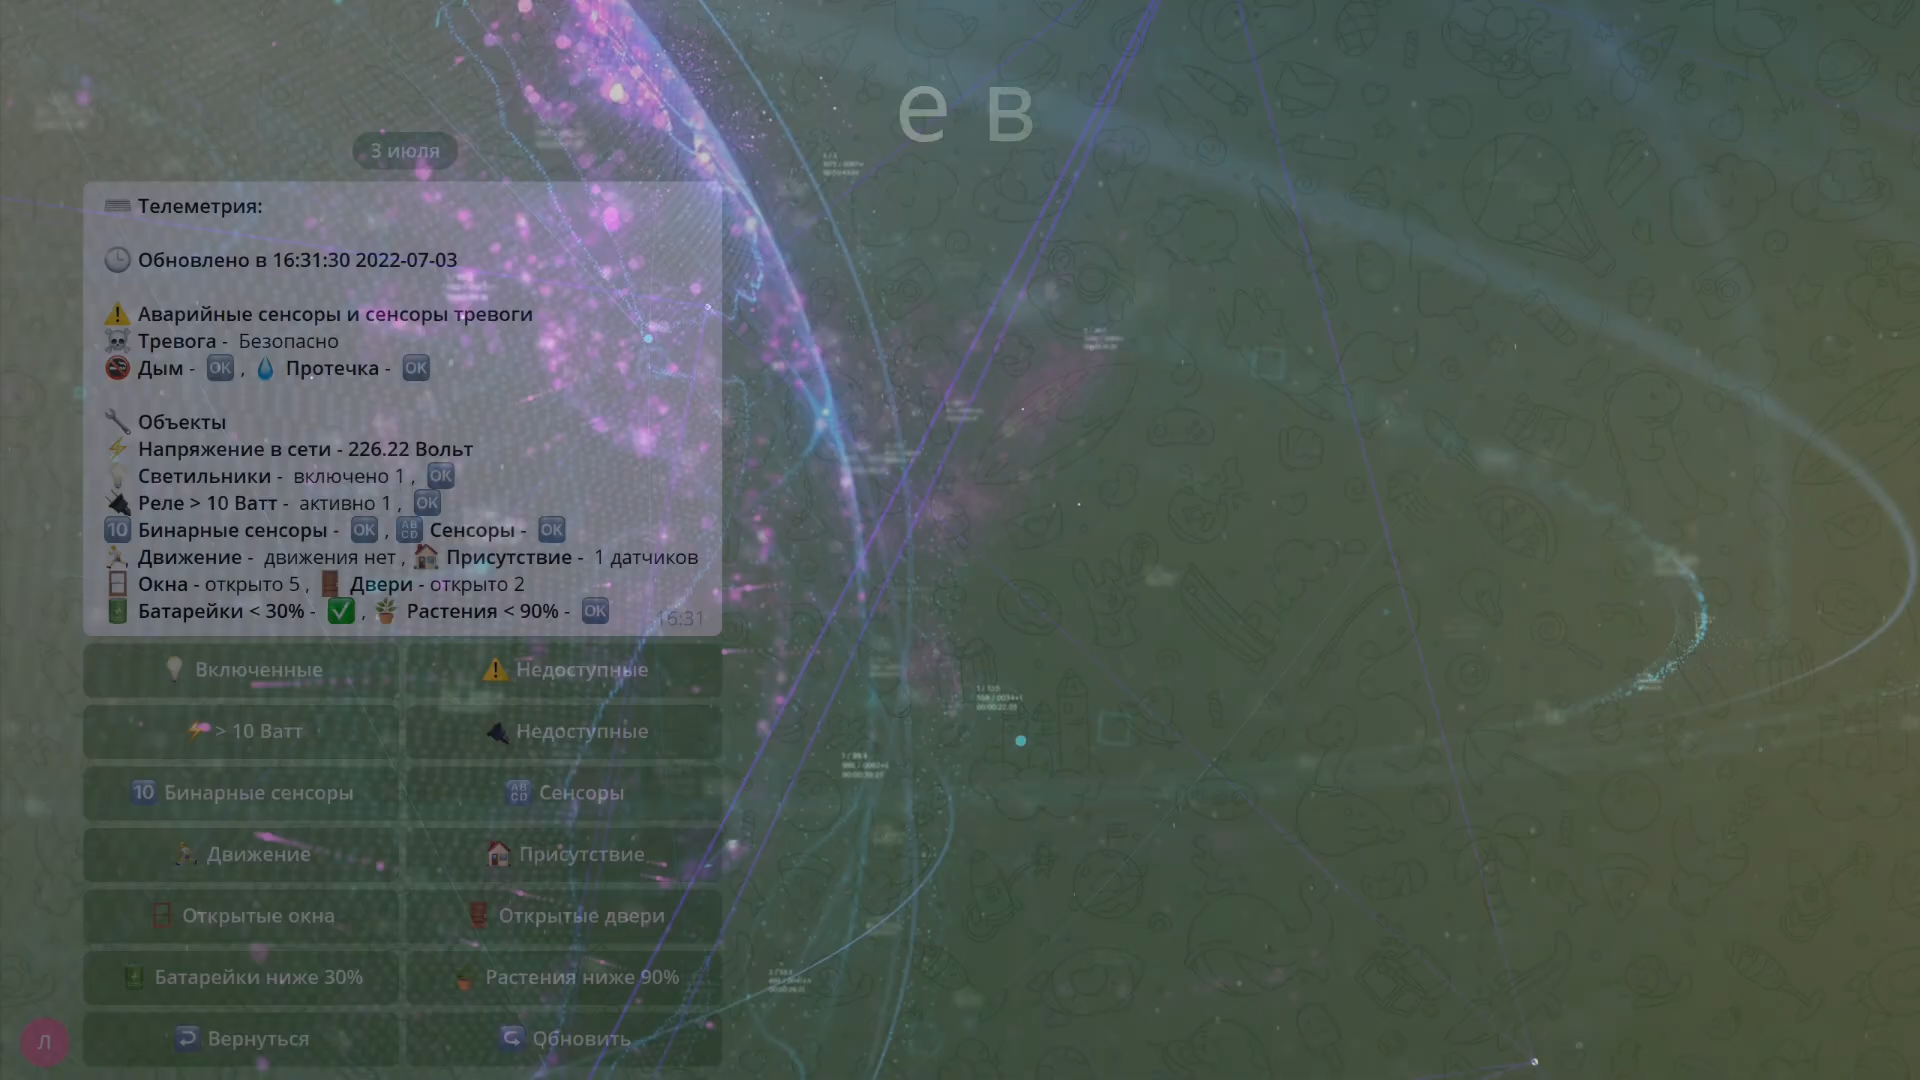 е в
3 июля
Телеметрия:
Обновлено в 16:31:30 2022-07-03
Аварийные сенсоры и сенсоры тревоги
Тревога - Безопасно
Дым - OK , Протечка - OK
Объекты
Напряжение в сети - 226.22 Вольт
Светильники - включено 1 , OK
Реле > 10 Ватт - активно 1 , OK
10 Бинарные сенсоры - OK , ABCD Сенсоры - OK
Движение - движения нет , Присутствие - 1 датчиков
Окна - открыто 5 , Двери - открыто 2
Батарейки < 30% - ✅ , Растения < 90% - OK
16:31
Включенные
Недоступные
> 10 Ватт
Недоступные
10 Бинарные сенсоры
ABCD Сенсоры
Движение
Присутствие
Открытые окна
Открытые двери
Батарейки ниже 30%
Растения ниже 90%
Л
Вернуться
Обновить